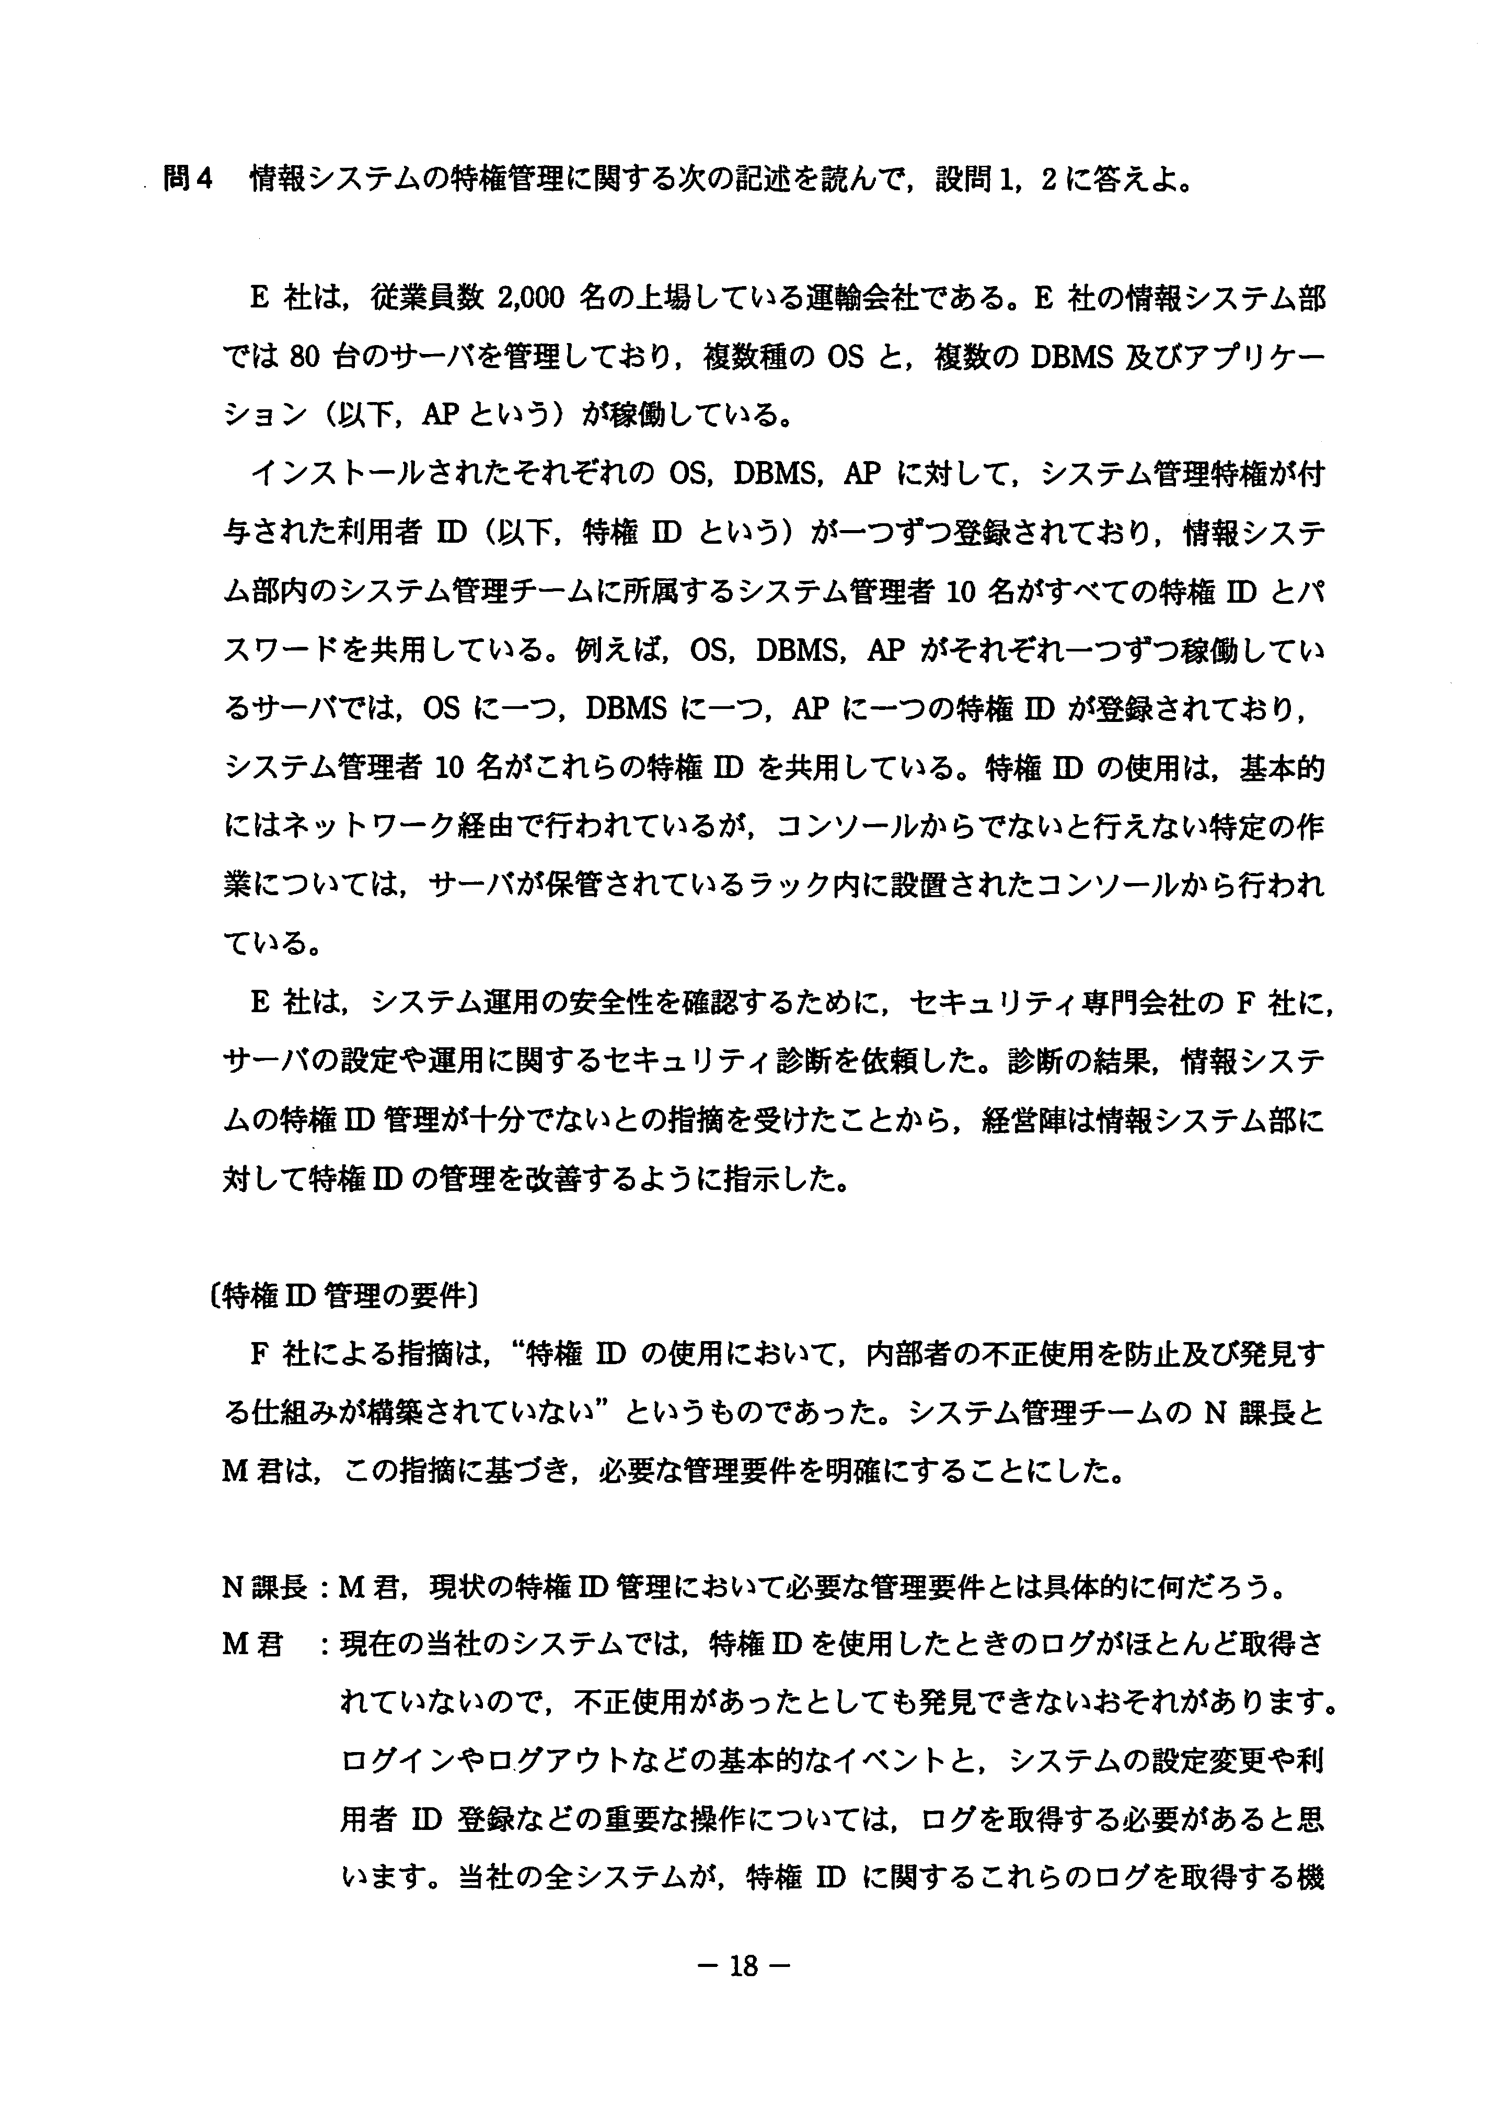 問4 情報システムの特権管理に関する次の記述を読んで，設問1，2に答えよ。
E 社は，従業員数 2,000 名の上場している運輸会社である。E 社の情報システム部
では 80 台のサーバを管理しており，複数種の OS と，複数の DBMS 及びアプリケー
ション（以下，AP という）が稼働している。
インストールされたそれぞれの OS，DBMS，AP に対して，システム管理特権が付
与された利用者 ID（以下，特権 ID という）が一つずつ登録されており，情報システ
ム部内のシステム管理チームに所属するシステム管理者 10 名がすべての特権 ID とパ
スワードを共用している。例えば，OS，DBMS，AP がそれぞれ一つずつ稼働してい
るサーバでは，OS に一つ，DBMS に一つ，AP に一つの特権 ID が登録されており，
システム管理者 10 名がこれらの特権 ID を共用している。特権 ID の使用は，基本的
にはネットワーク経由で行われているが，コンソールからでないと行えない特定の作
業については，サーバが保管されているラック内に設置されたコンソールから行われ
ている。
E 社は，システム運用の安全性を確認するために，セキュリティ専門会社の F 社に，
サーバの設定や運用に関するセキュリティ診断を依頼した。診断の結果，情報システ
ムの特権 ID 管理が十分でないとの指摘を受けたことから，経営陣は情報システム部に
対して特権 ID の管理を改善するように指示した。
〔特権 ID 管理の要件〕
F 社による指摘は，“特権 ID の使用において，内部者の不正使用を防止及び発見す
る仕組みが構築されていない” というものであった。システム管理チームの N 課長と
M 君は，この指摘に基づき，必要な管理要件を明確にすることにした。
N 課長：M 君，現状の特権 ID 管理において必要な管理要件とは具体的に何だろう。
M 君 ：現在の当社のシステムでは，特権 ID を使用したときのログがほとんど取得さ
れていないので，不正使用があったとしても発見できないおそれがあります。
ログインやログアウトなどの基本的なイベントと，システムの設定変更や利
用者 ID 登録などの重要な操作については，ログを取得する必要があると思
います。当社の全システムが，特権 ID に関するこれらのログを取得する機
－ 18 －